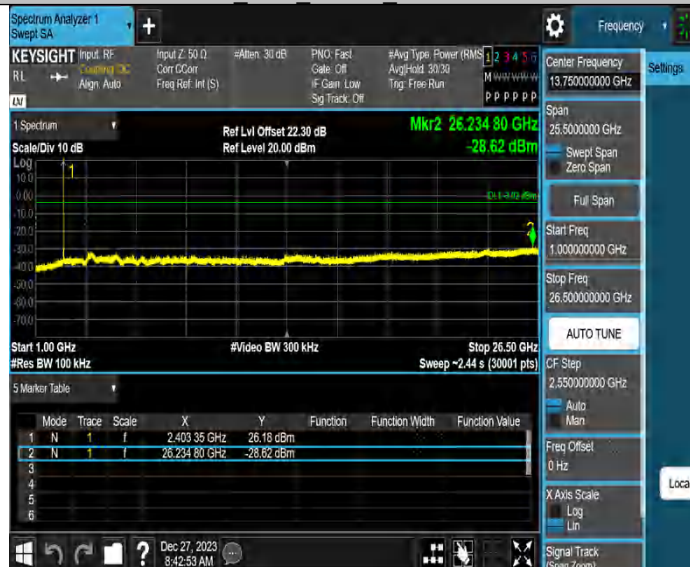 Spectrum Analyzer 1
Swept SA
+
Frequency
KEYSIGHT Input: RF Input Z: 50 Ω #Atten: 30 dB PNO: Fast #Avg Type: Power (RMS 1 2 3 4 5 6
RL Coupling: DC Corr CCorr Gate: Off Avg|Hold: 30/30 M W W W W W
Align: Auto Freq Ref: Int (S) IF Gain: Low Trig: Free Run
Sig Track: Off P P P P P P
LXI
1 Spectrum
Scale/Div 10 dB
Ref Lvl Offset 22.30 dB
Ref Level 20.00 dBm
Mkr2 26.234 80 GHz
-28.62 dBm
Log
10.0
0.00
-10.0
-20.0
-30.0
-40.0
-50.0
-60.0
-70.0
1
2
Start 1.00 GHz #Video BW 300 kHz Stop 26.50 GHz
#Res BW 100 kHz Sweep ~2.44 s (30001 pts)
5 Marker Table
Mode Trace Scale X Y Function Function Width Function Value
1 N 1 f 2.403 35 GHz 26.18 dBm
2 N 1 f 26.234 80 GHz -28.62 dBm
3
4
5
6
?
Dec 27, 2023
8:42:53 AM
Center Frequency
13.750000000 GHz
Settings
Span
25.5000000 GHz
Swept Span
Zero Span
Full Span
Start Freq
1.000000000 GHz
Stop Freq
26.500000000 GHz
AUTO TUNE
CF Step
2.550000000 GHz
Auto
Man
Freq Offset
0 Hz
Loca
X Axis Scale
Log
Lin
Signal Track
(Span Zoom)